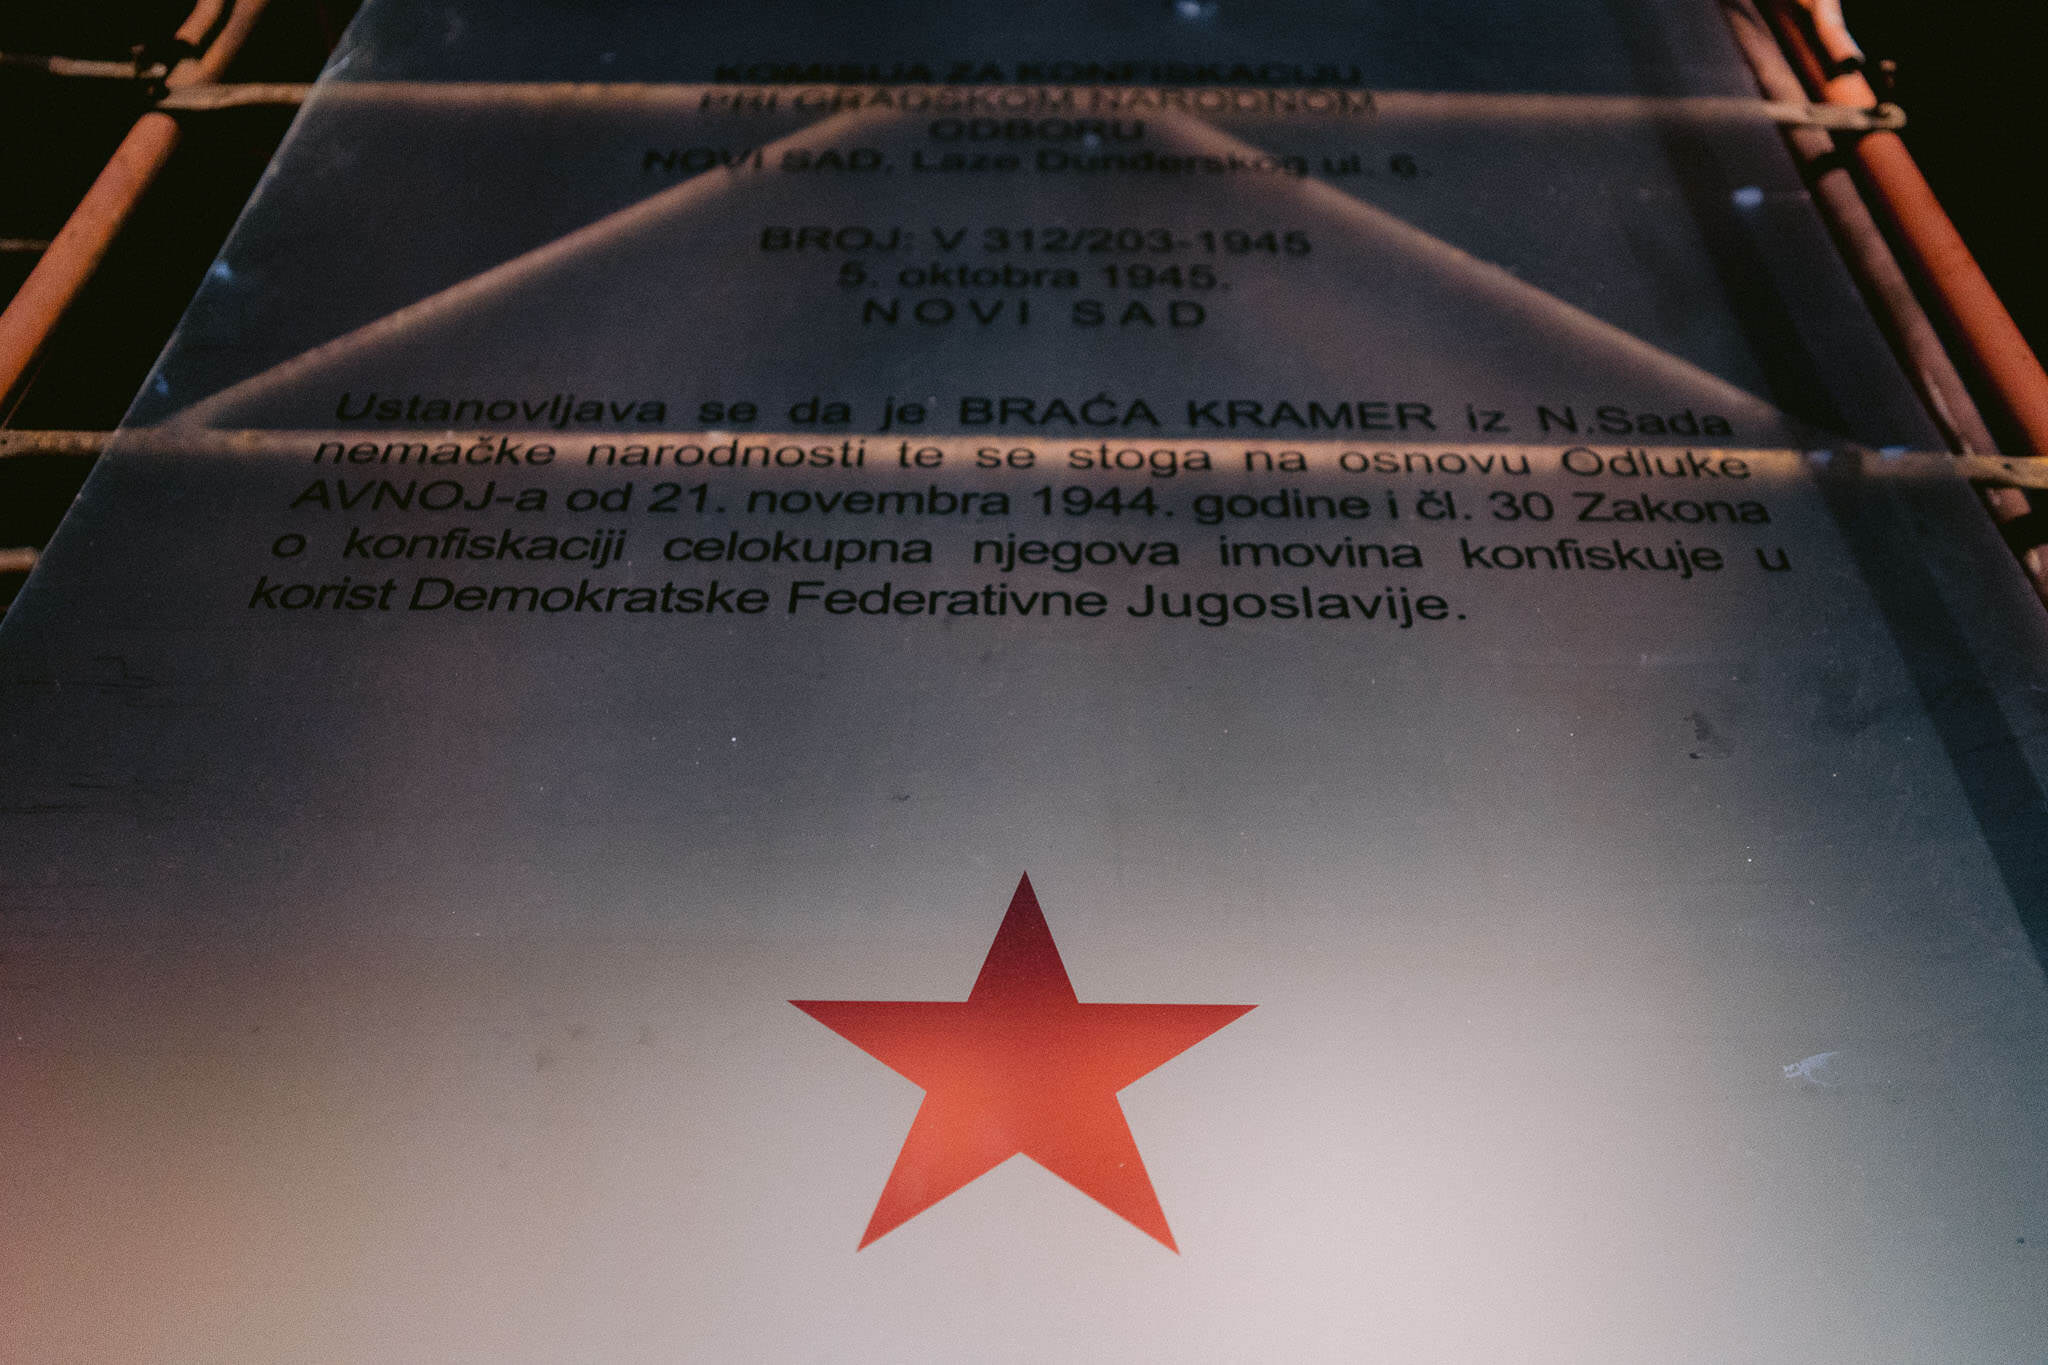 KOMISIJA ZA KONFISKACIJU
PRI GRADSKOM NARODNOM
ODBORU
NOVI SAD, Laze Dunđerskog ul. 6.
BROJ: V 312/203-1945
5. oktobra 1945.
NOVI SAD
Ustanovljava se da je BRAĆA KRAMER iz N.Sada
nemačke narodnosti te se stoga na osnovu Odluke
AVNOJ-a od 21. novembra 1944. godine i čl. 30 Zakona
o konfiskaciji celokupna njegova imovina konfiskuje u
korist Demokratske Federativne Jugoslavije.